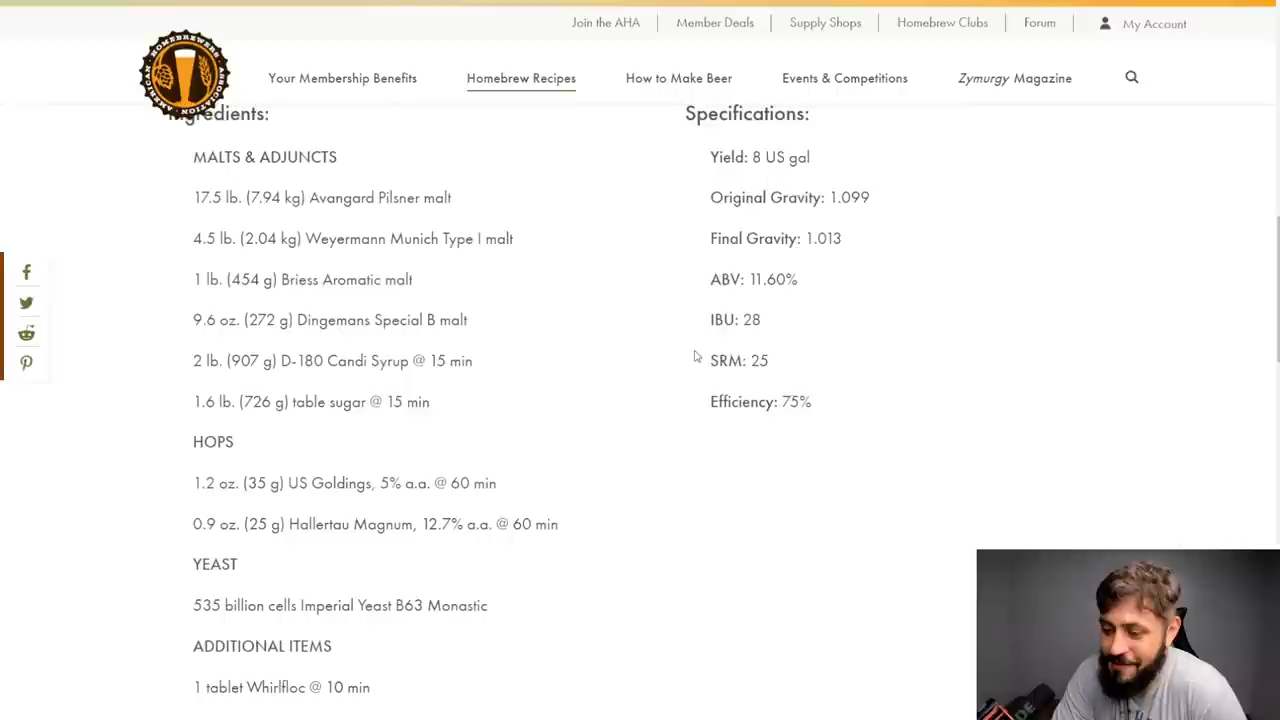 Join the AHA
Member Deals
Supply Shops
Homebrew Clubs
Forum
My Account
AMERICAN HOMEBREWERS ASSOCIATION
Your Membership Benefits
Homebrew Recipes
How to Make Beer
Events & Competitions
Zymurgy Magazine
Ingredients:
MALTS & ADJUNCTS
17.5 lb. (7.94 kg) Avangard Pilsner malt
4.5 lb. (2.04 kg) Weyermann Munich Type I malt
1 lb. (454 g) Briess Aromatic malt
9.6 oz. (272 g) Dingemans Special B malt
2 lb. (907 g) D-180 Candi Syrup @ 15 min
1.6 lb. (726 g) table sugar @ 15 min
HOPS
1.2 oz. (35 g) US Goldings, 5% a.a. @ 60 min
0.9 oz. (25 g) Hallertau Magnum, 12.7% a.a. @ 60 min
YEAST
535 billion cells Imperial Yeast B63 Monastic
ADDITIONAL ITEMS
1 tablet Whirlfloc @ 10 min
Specifications:
Yield: 8 US gal
Original Gravity: 1.099
Final Gravity: 1.013
ABV: 11.60%
IBU: 28
SRM: 25
Efficiency: 75%